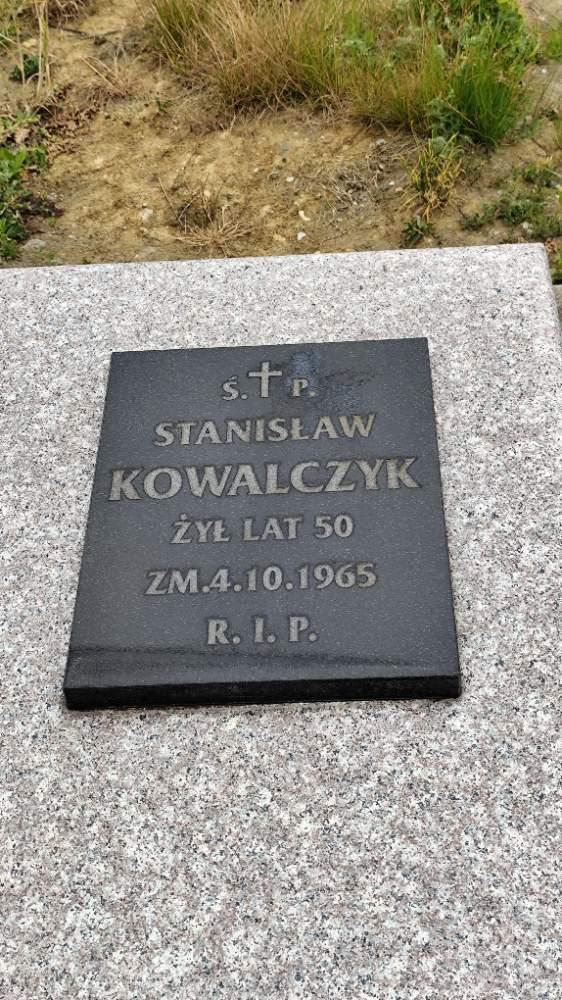 Ś. ✝ P.
STANISŁAW
KOWALCZYK
ŻYŁ LAT 50
ZM.4.10.1965
R. I. P.